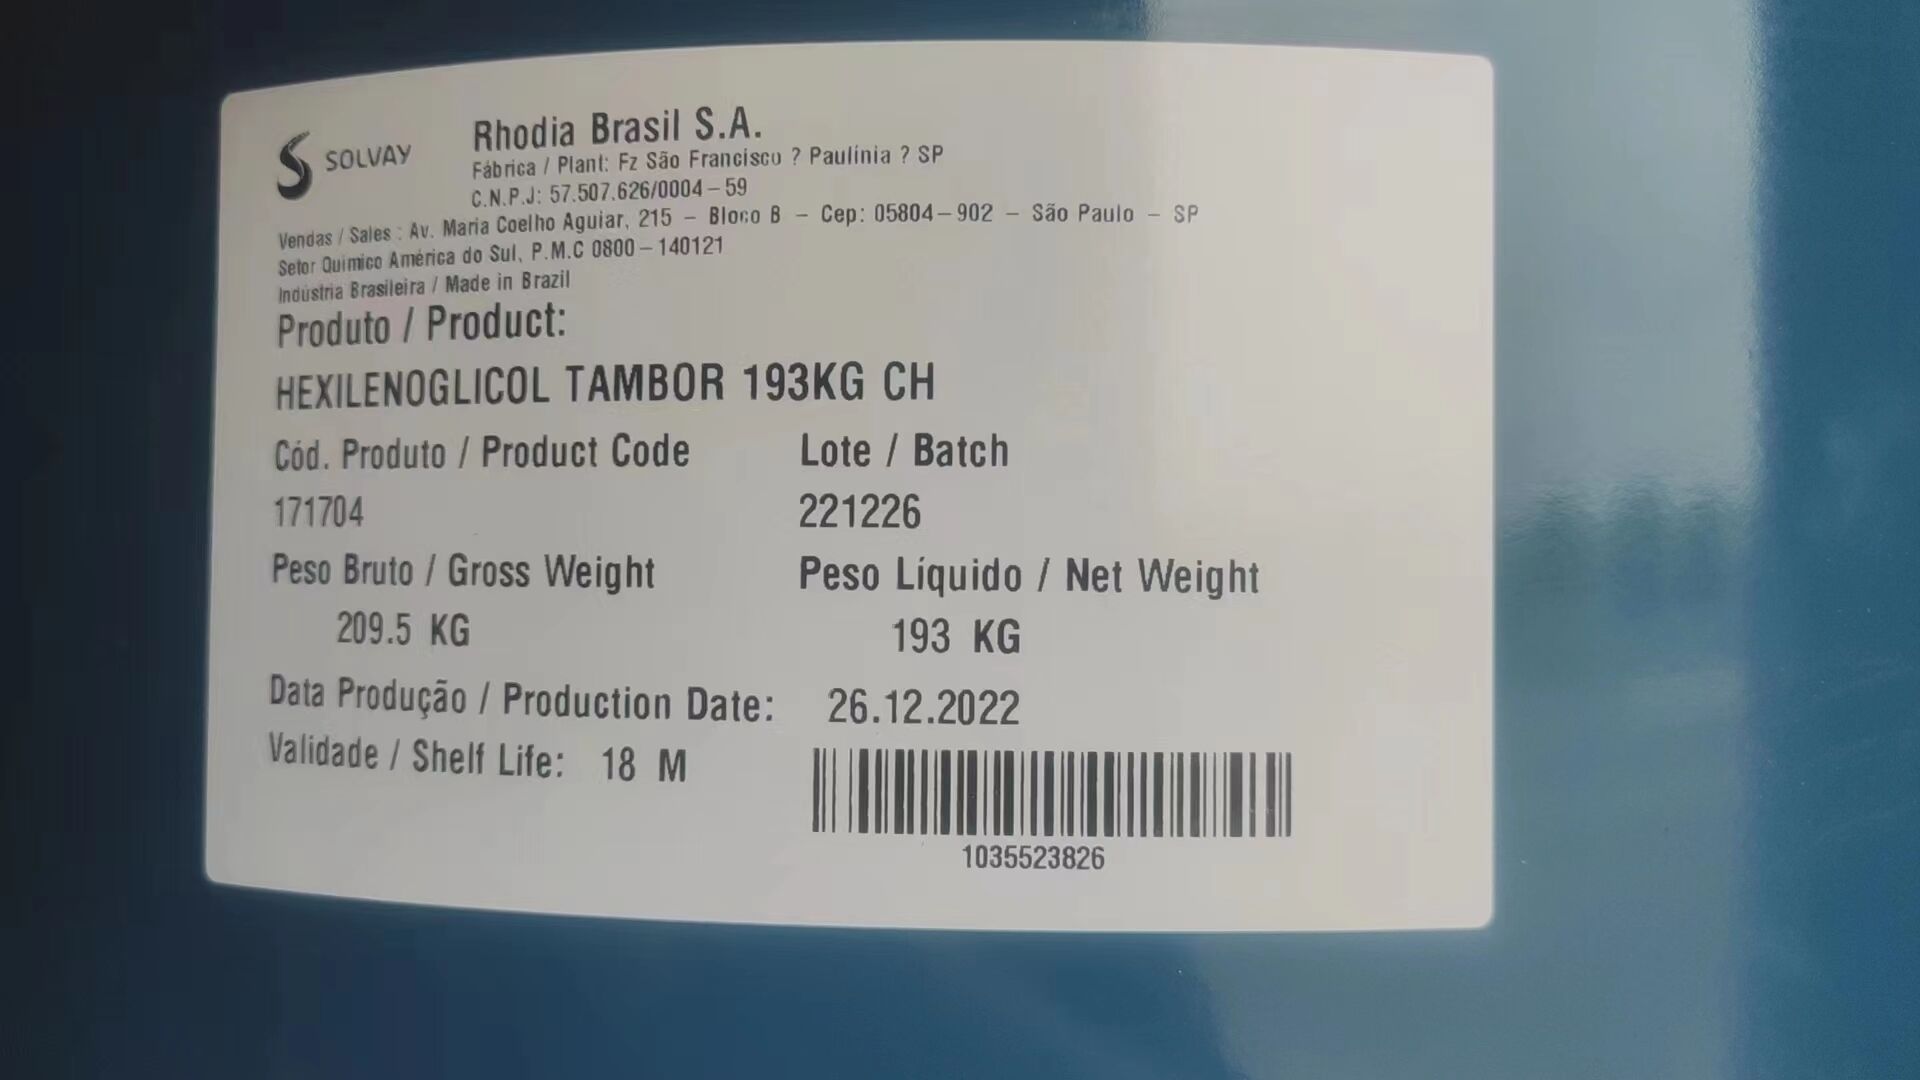 SOLVAY
Rhodia Brasil S.A.
Fábrica / Plant: Fz São Francisco ? Paulínia ? SP
C.N.P.J: 57.507.626/0004-59
Vendas / Sales : Av. Maria Coelho Aguiar, 215 - Bloco B - Cep: 05804-902 - São Paulo - SP
Setor Químico América do Sul, P.M.C 0800-140121
Indústria Brasileira / Made in Brazil
Produto / Product:
HEXILENOGLICOL TAMBOR 193KG CH
Cód. Produto / Product Code
171704
Lote / Batch
221226
Peso Bruto / Gross Weight
209.5 KG
Peso Líquido / Net Weight
193 KG
Data Produção / Production Date: 26.12.2022
Validade / Shelf Life: 18 M
1035523826